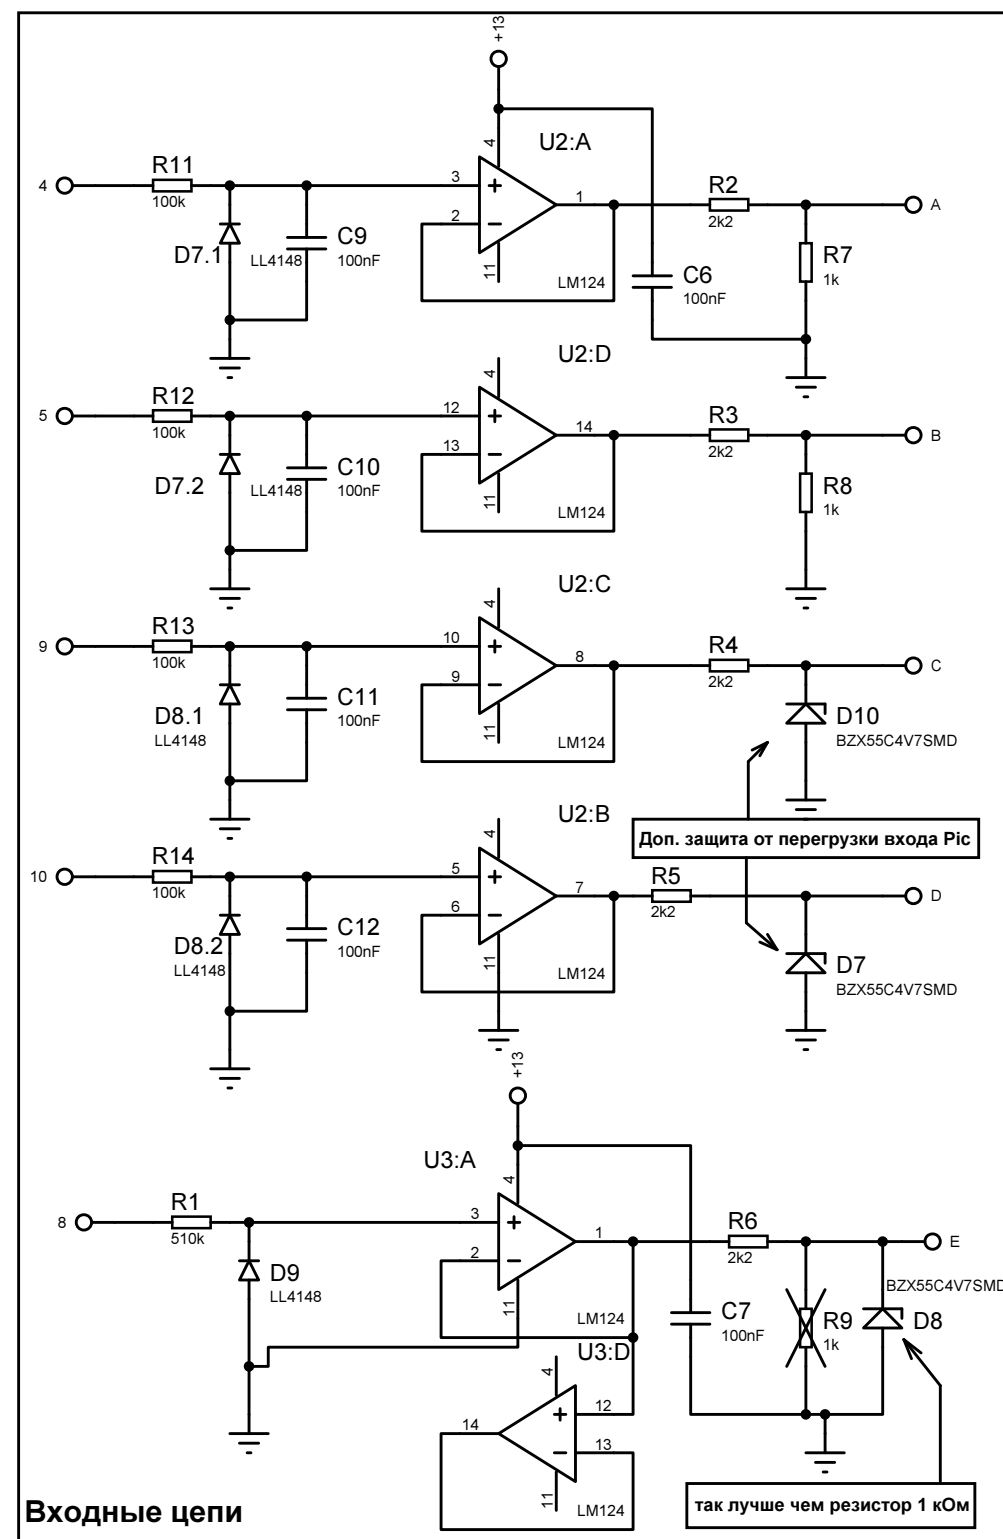 +13
U2:A
4
R11
100k
3
2
4
1
11
LM124
R2
2k2
A
D7.1
LL4148
C9
100nF
C6
100nF
R7
1k
U2:D
5
R12
100k
12
13
4
14
11
LM124
R3
2k2
B
D7.2
LL4148
C10
100nF
R8
1k
U2:C
9
R13
100k
10
9
4
8
11
LM124
R4
2k2
C
D8.1
LL4148
C11
100nF
D10
BZX55C4V7SMD
U2:B
Доп. защита от перегрузки входа Pic
10
R14
100k
5
6
4
7
11
LM124
R5
2k2
D
D8.2
LL4148
C12
100nF
D7
BZX55C4V7SMD
+13
U3:A
8
R1
510k
3
2
4
1
11
LM124
R6
2k2
E
D9
LL4148
C7
100nF
R9
1k
BZX55C4V7SMD
D8
U3:D
4
14
12
13
11
LM124
Входные цепи
так лучше чем резистор 1 кОм